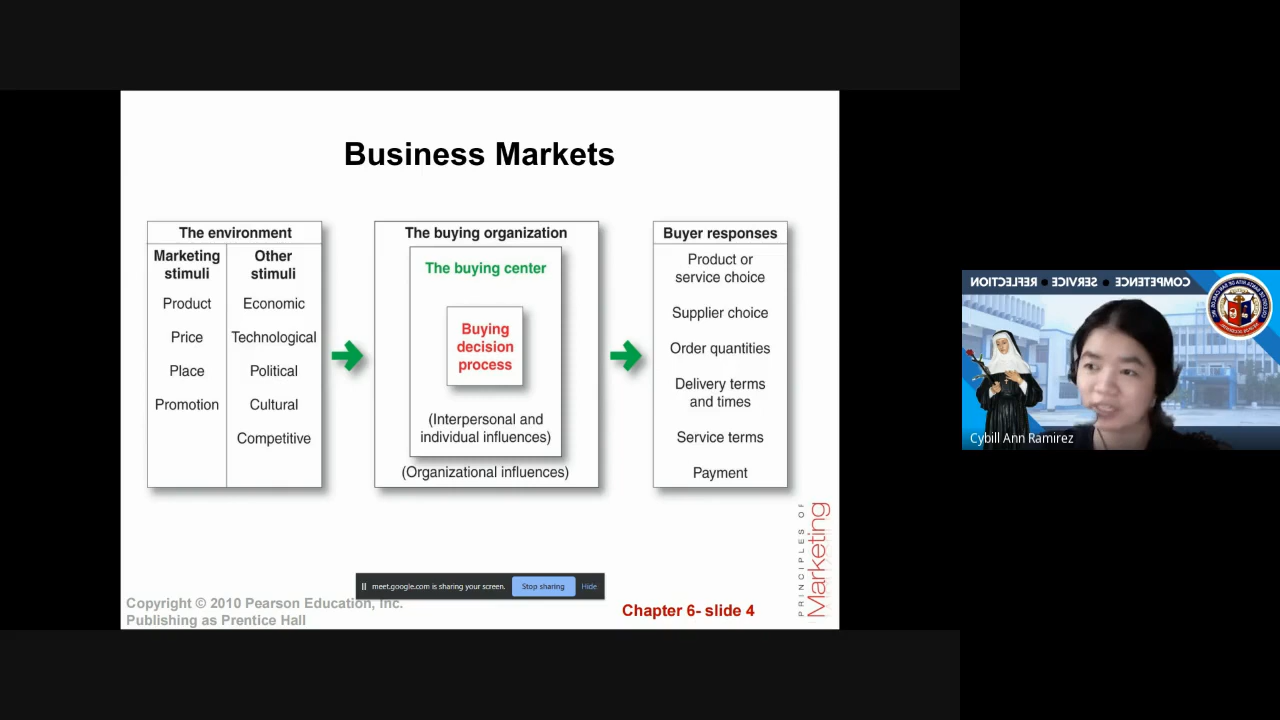 Business Markets
The environment
Marketing
stimuli
Product
Price
Place
Promotion
Other
stimuli
Economic
Technological
Political
Cultural
Competitive
The buying organization
The buying center
Buying
decision
process
(Interpersonal and
individual influences)
(Organizational influences)
Buyer responses
Product or
service choice
Supplier choice
Order quantities
Delivery terms
and times
Service terms
Payment
PRINCIPLES OF
Marketing
meet.google.com is sharing your screen.
Stop sharing
Hide
Copyright © 2010 Pearson Education, Inc.
Publishing as Prentice Hall
Chapter 6- slide 4
COMPETENCE ● SERVICE ● REFLECTION
Cybill Ann Ramirez